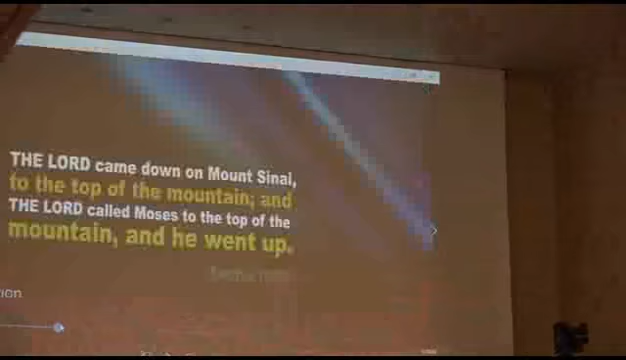 THE LORD came down on Mount Sinai,
to the top of the mountain; and
THE LORD called Moses to the top of the
mountain, and he went up.